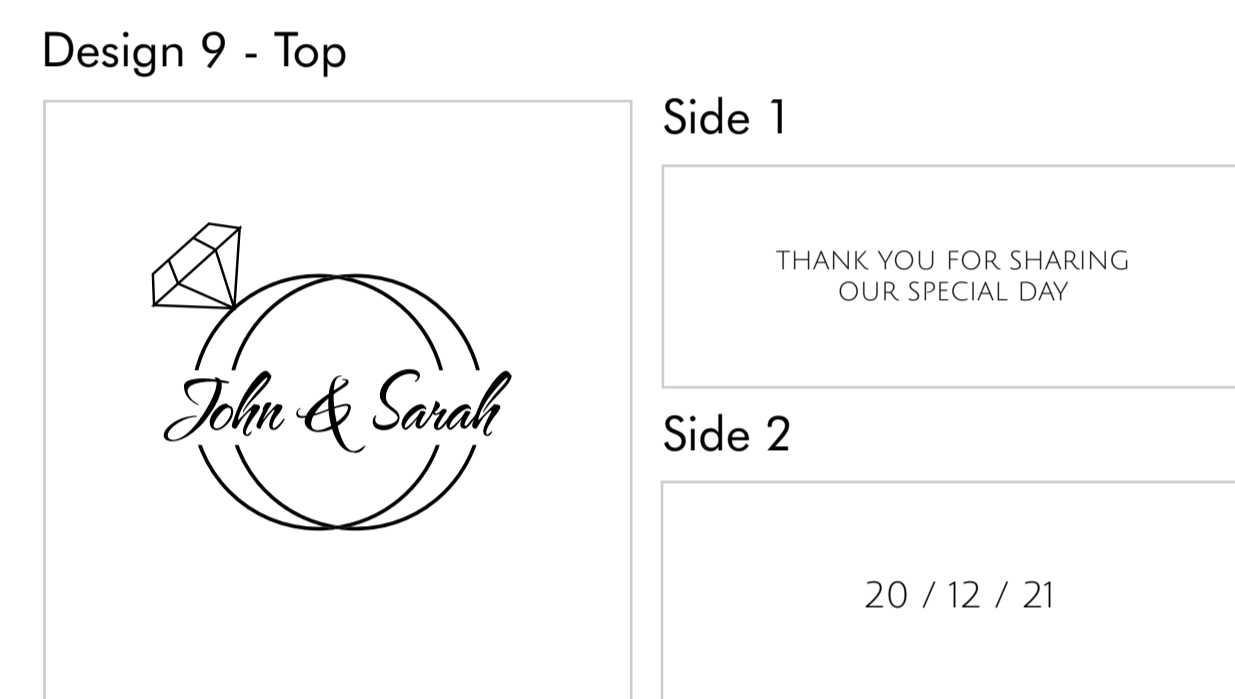 Design 9 - Top
John & Sarah
Side 1
THANK YOU FOR SHARING
OUR SPECIAL DAY
Side 2
20 / 12 / 21